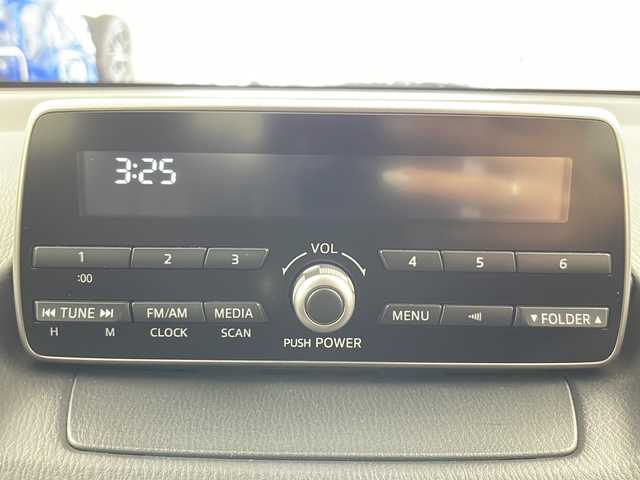 3:25
VOL
1 2 3 4 5 6
:00
⏮ TUNE ⏭ FM/AM MEDIA MENU ▼ FOLDER ▲
H M CLOCK SCAN PUSH POWER